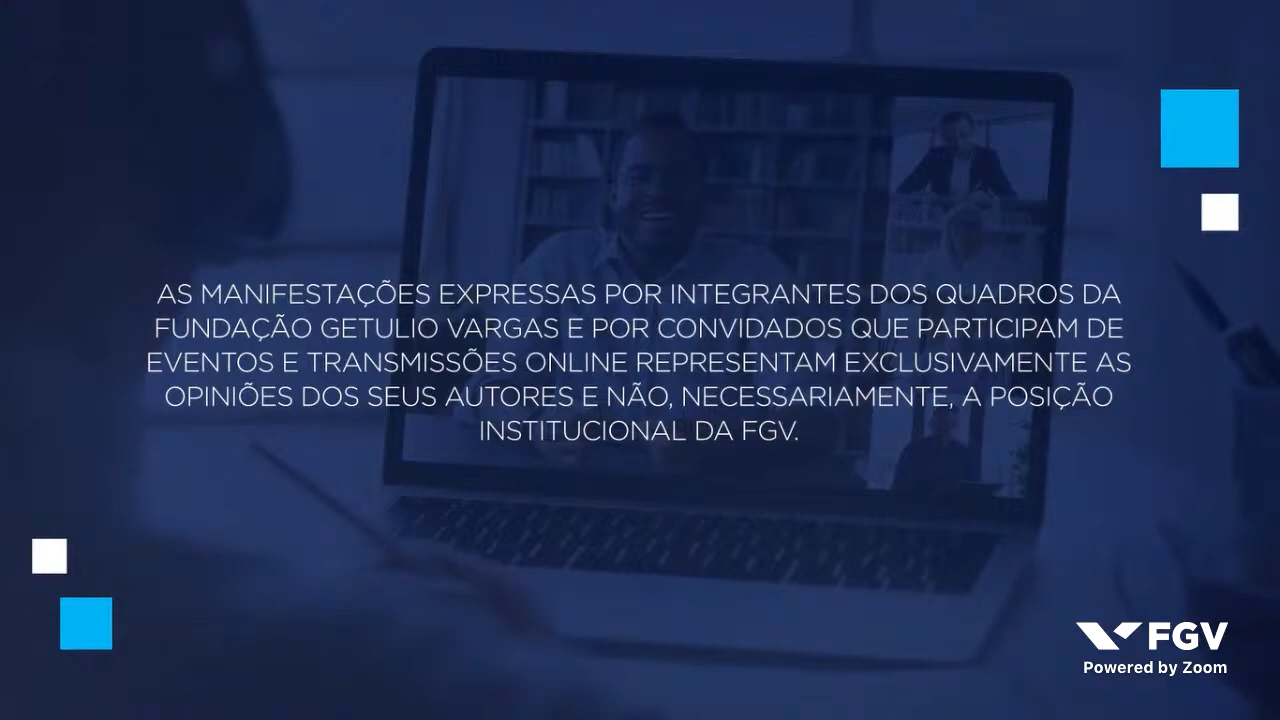 AS MANIFESTAÇÕES EXPRESSAS POR INTEGRANTES DOS QUADROS DA
FUNDAÇÃO GETULIO VARGAS E POR CONVIDADOS QUE PARTICIPAM DE
EVENTOS E TRANSMISSÕES ONLINE REPRESENTAM EXCLUSIVAMENTE AS
OPINIÕES DOS SEUS AUTORES E NÃO, NECESSARIAMENTE, A POSIÇÃO
INSTITUCIONAL DA FGV.
FGV
Powered by Zoom